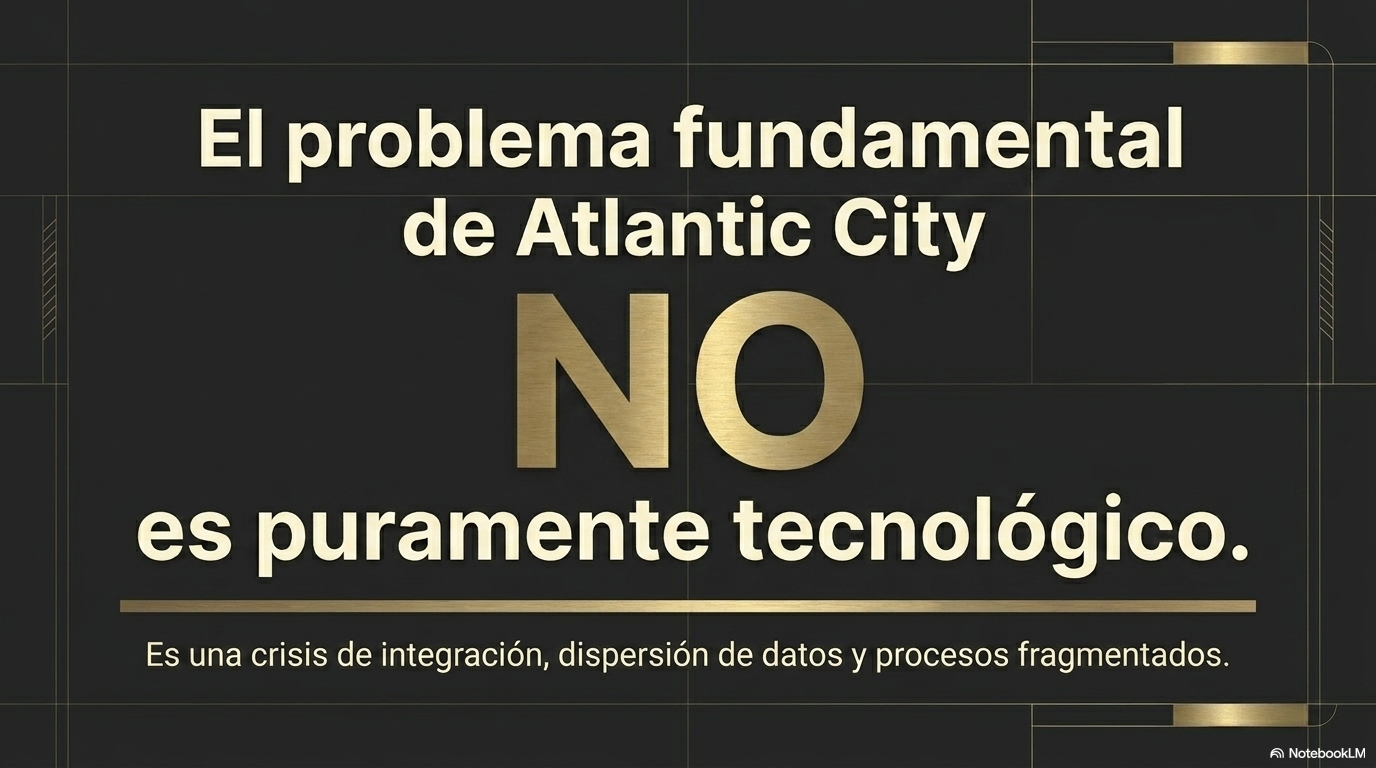 El problema fundamental
de Atlantic City
NO
es puramente tecnológico.
Es una crisis de integración, dispersión de datos y procesos fragmentados.
NotebookLM